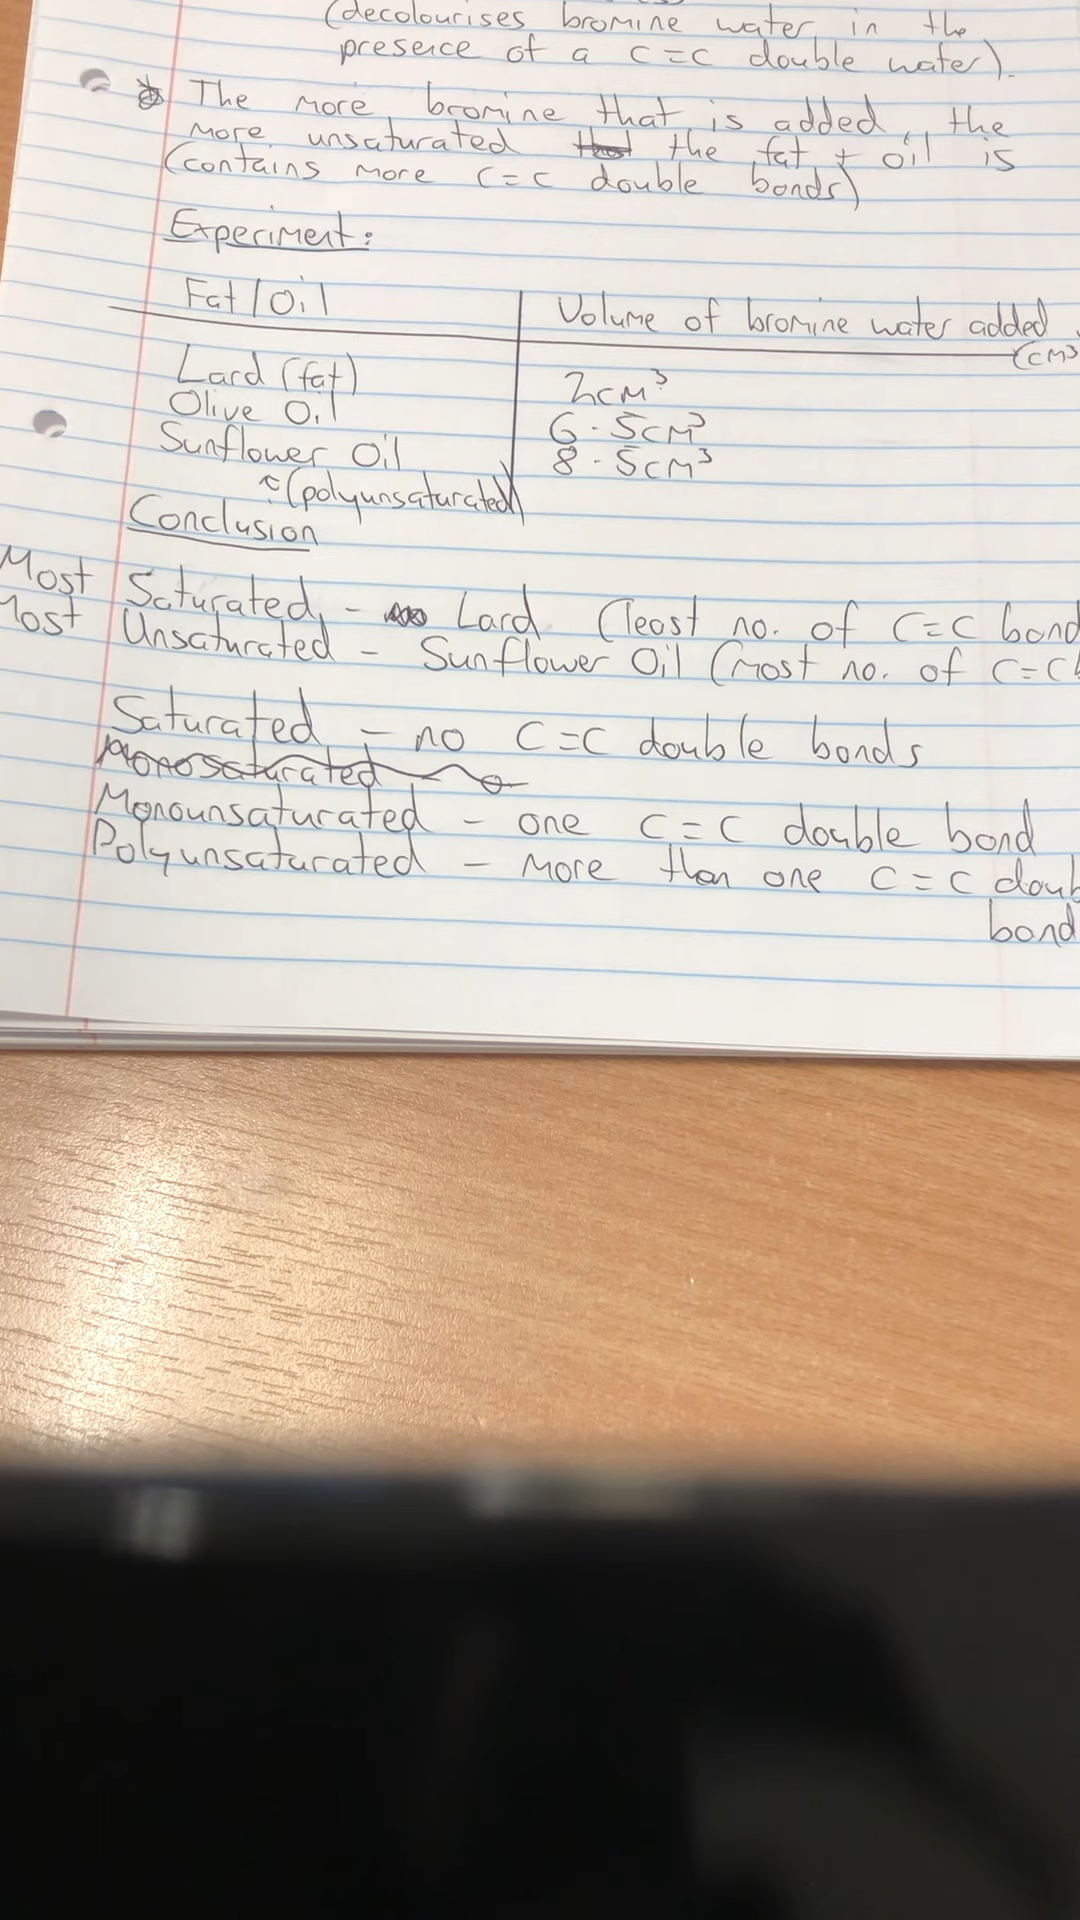 (decolourises bromine water in the
presence of a C=C double water).
* The more bromine that is added, the
more unsaturated the fat + oil is
(contains more C=C double bonds)
Experiment:
Fat/Oil | Volume of bromine water added
(cm³
Lard (fat) 2cm³
Olive Oil 6.5cm³
Sunflower Oil 8.5cm³
(polyunsaturated)
Conclusion
Most Saturated - Lard (least no. of C=C bond
Most Unsaturated - Sunflower Oil (most no. of C=C
Saturated - no C=C double bonds
Monosaturated
Monounsaturated - one C=C double bond
Polyunsaturated - more than one C=C doub
bond